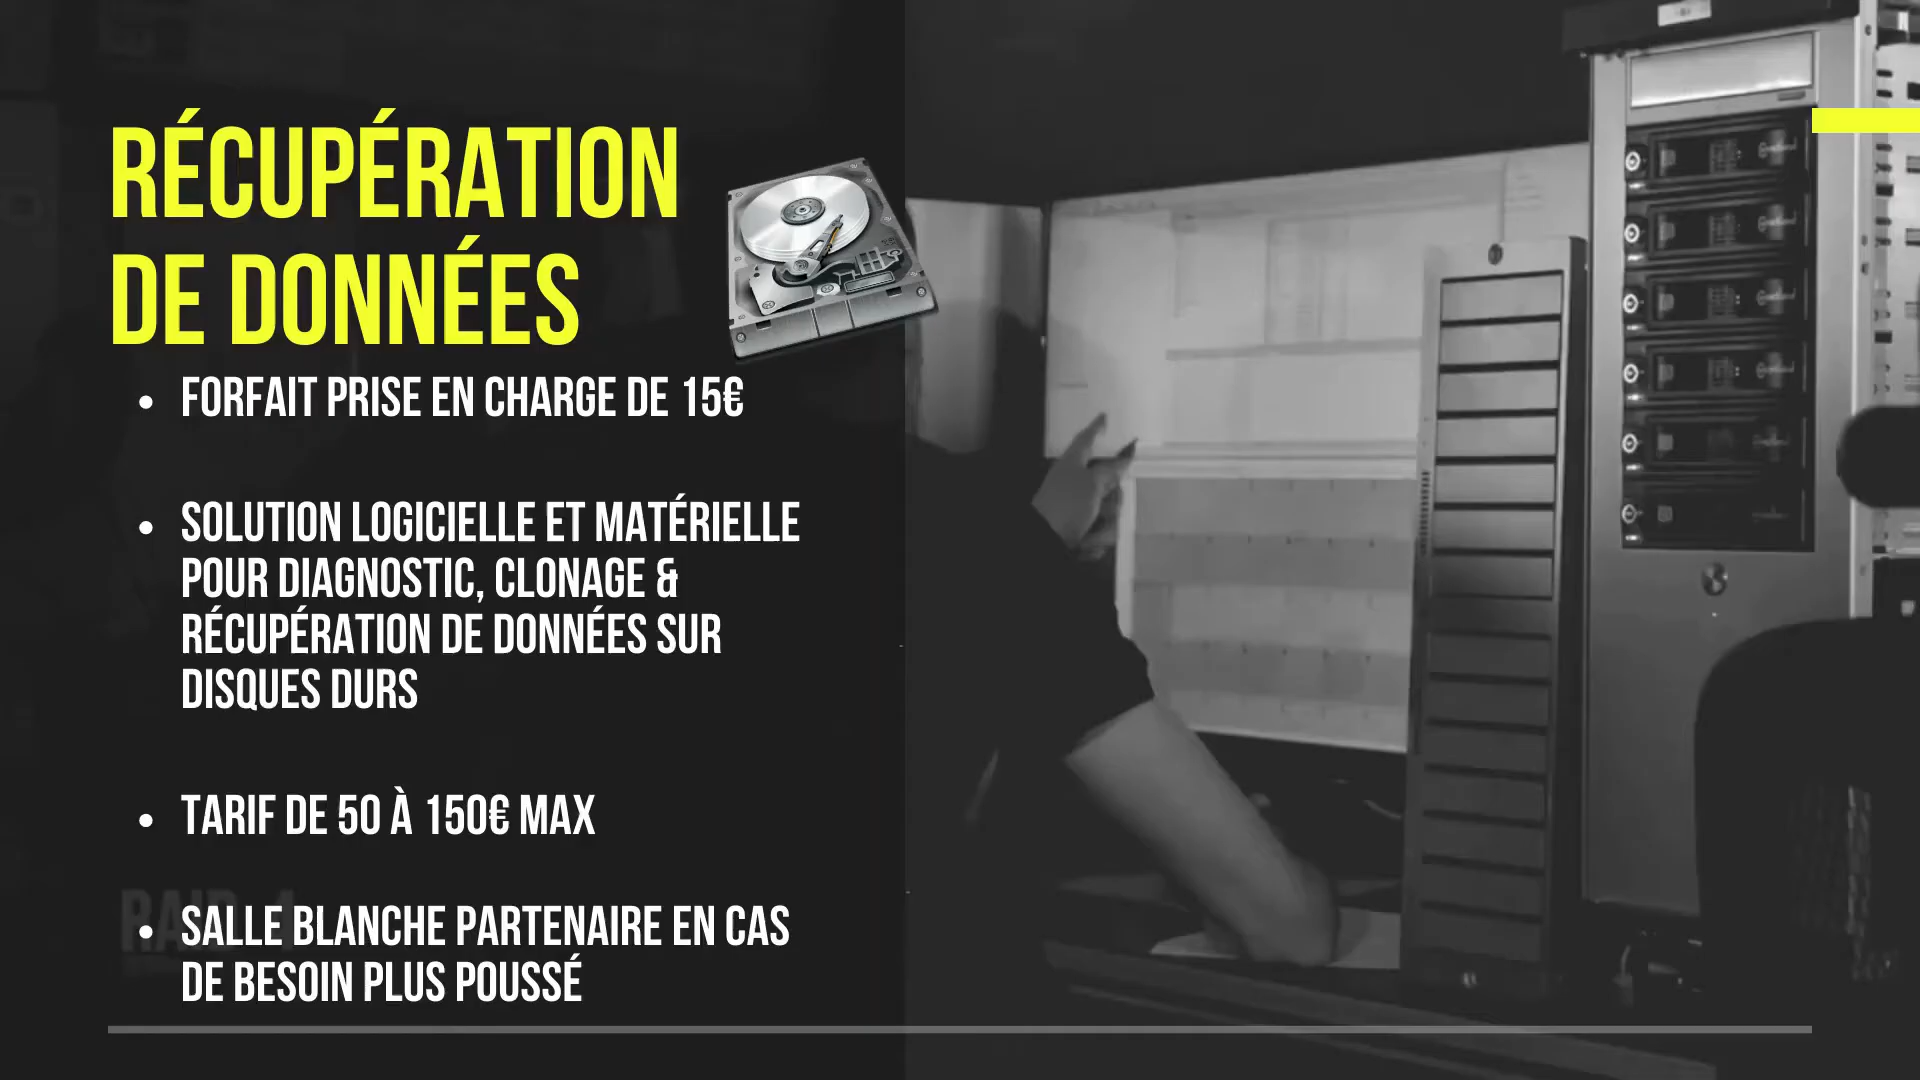 RÉCUPÉRATION
DE DONNÉES
• FORFAIT PRISE EN CHARGE DE 15€
• SOLUTION LOGICIELLE ET MATÉRIELLE
POUR DIAGNOSTIC, CLONAGE &
RÉCUPÉRATION DE DONNÉES SUR
DISQUES DURS
• TARIF DE 50 À 150€ MAX
• SALLE BLANCHE PARTENAIRE EN CAS
DE BESOIN PLUS POUSSÉ